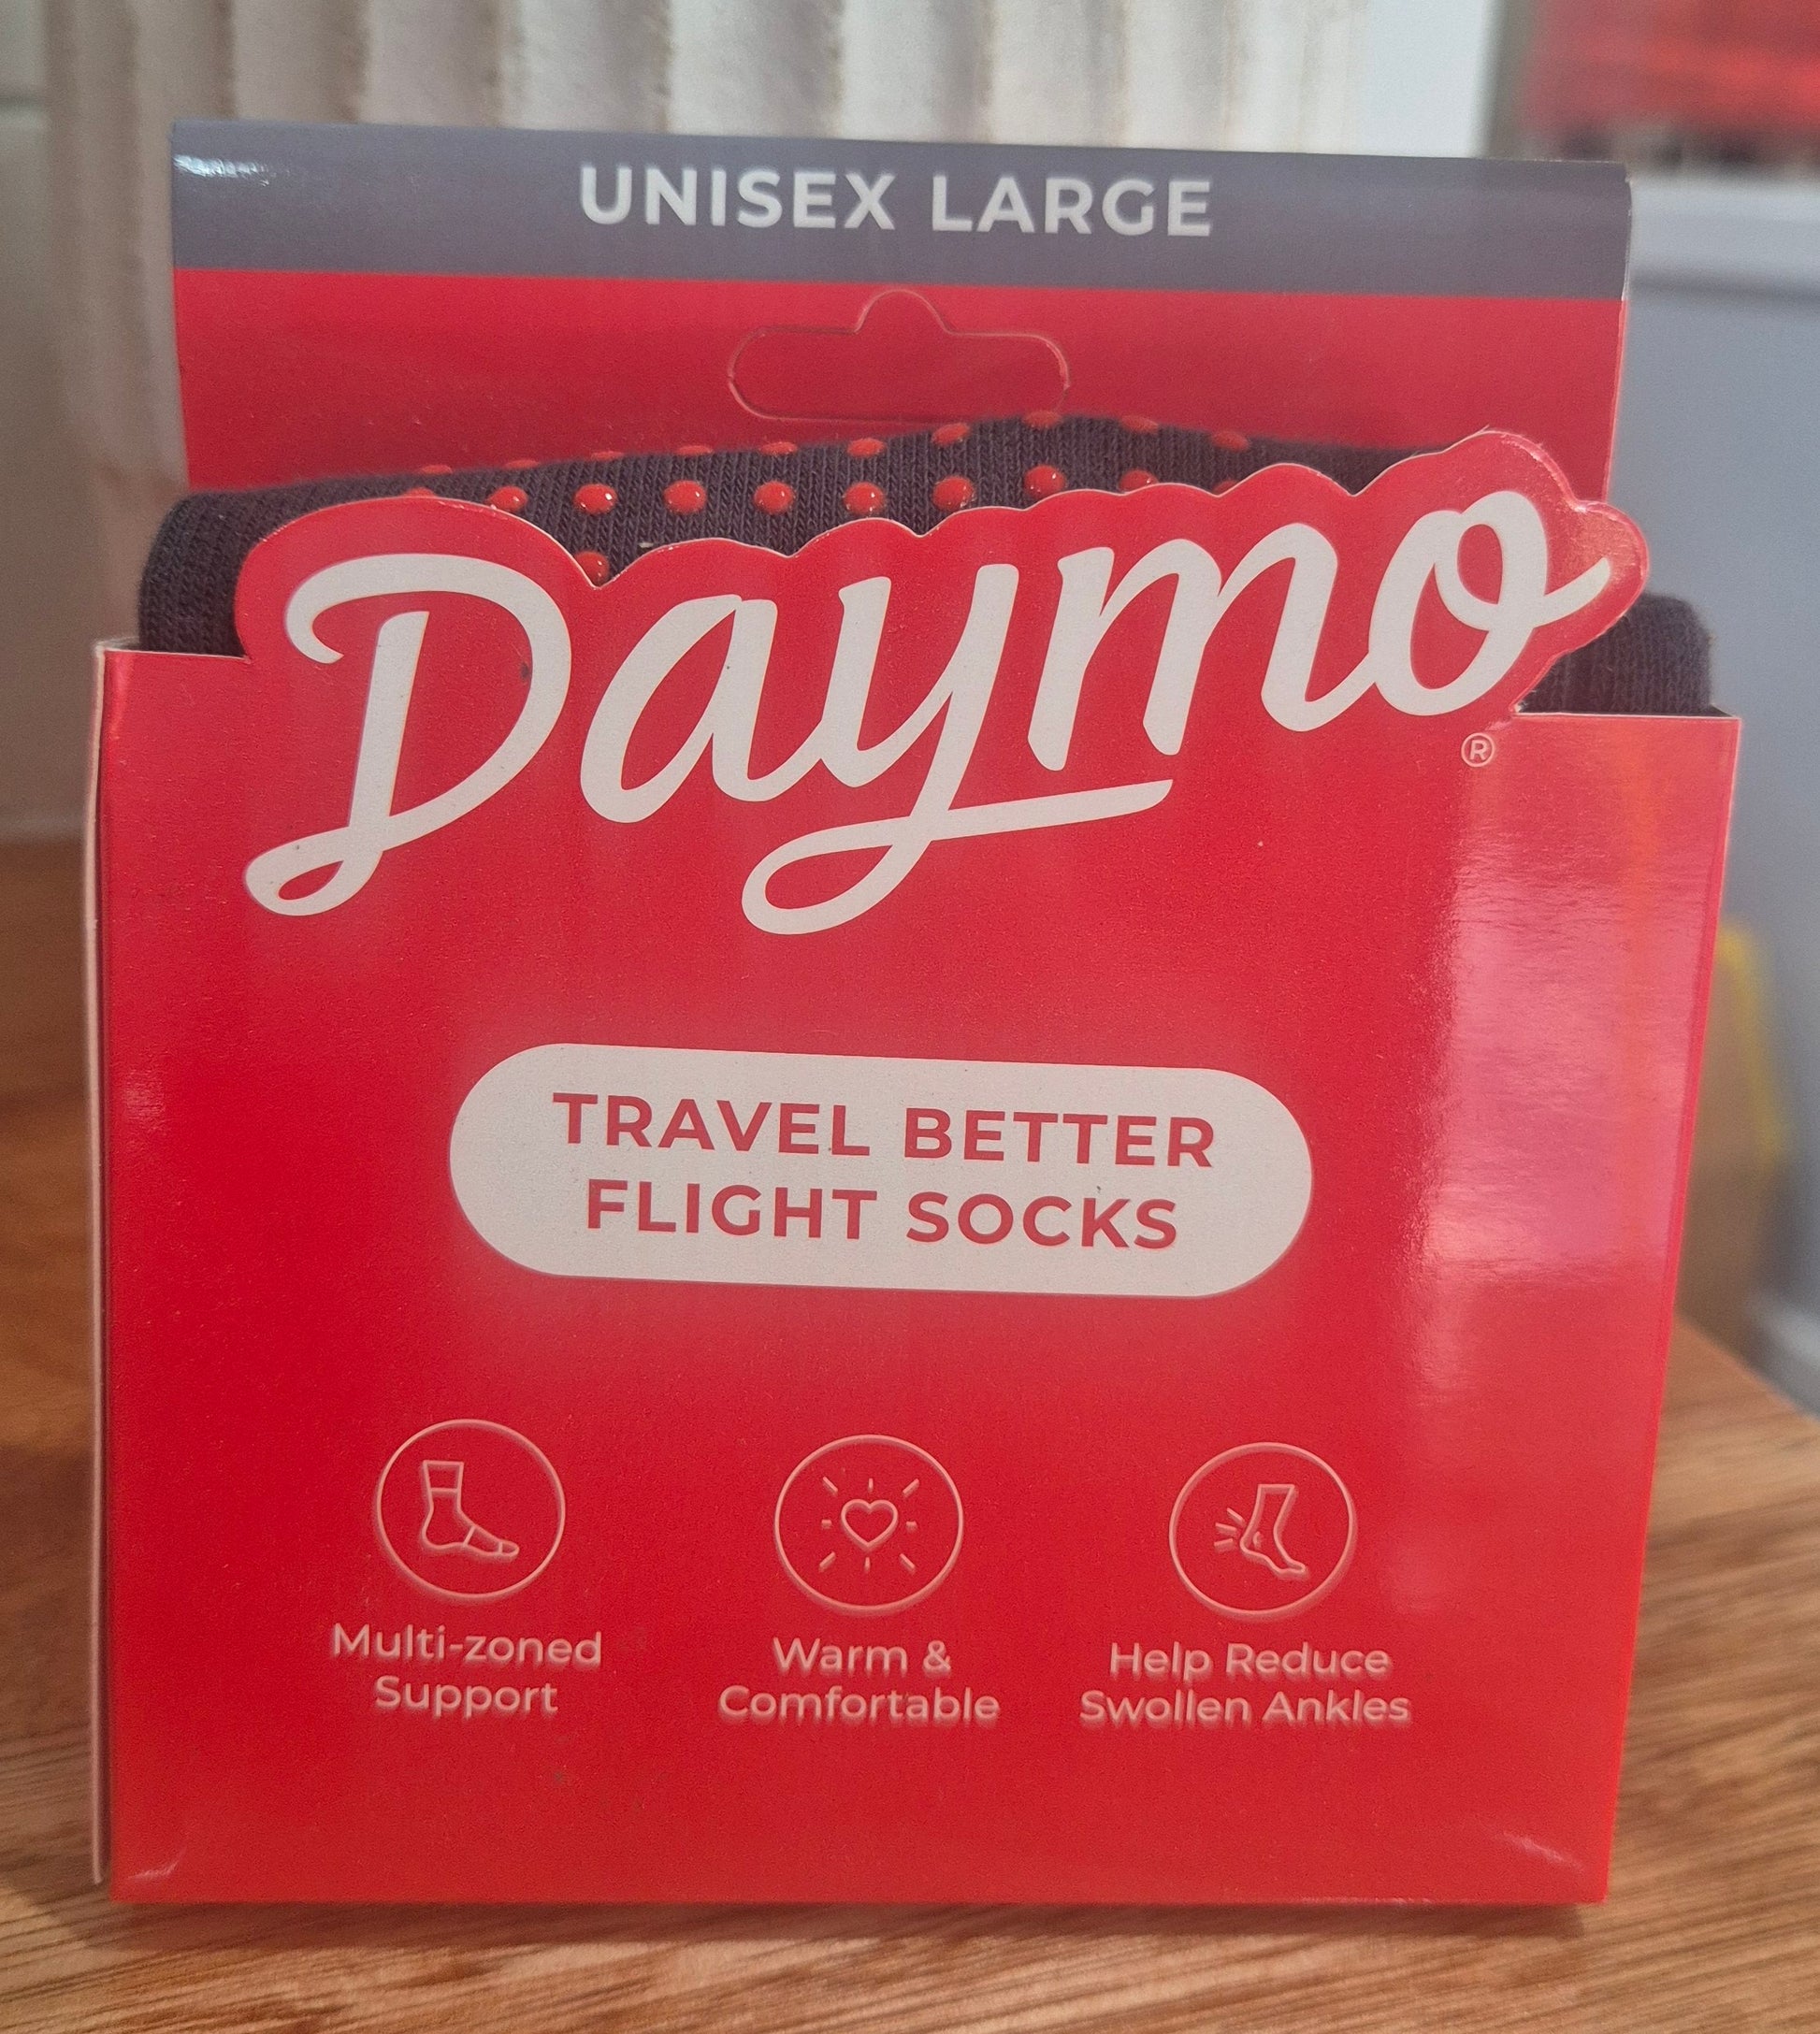 UNISEX LARGE
Daymo
®
TRAVEL BETTER
FLIGHT SOCKS
Multi-zoned
Support
Warm &
Comfortable
Help Reduce
Swollen Ankles